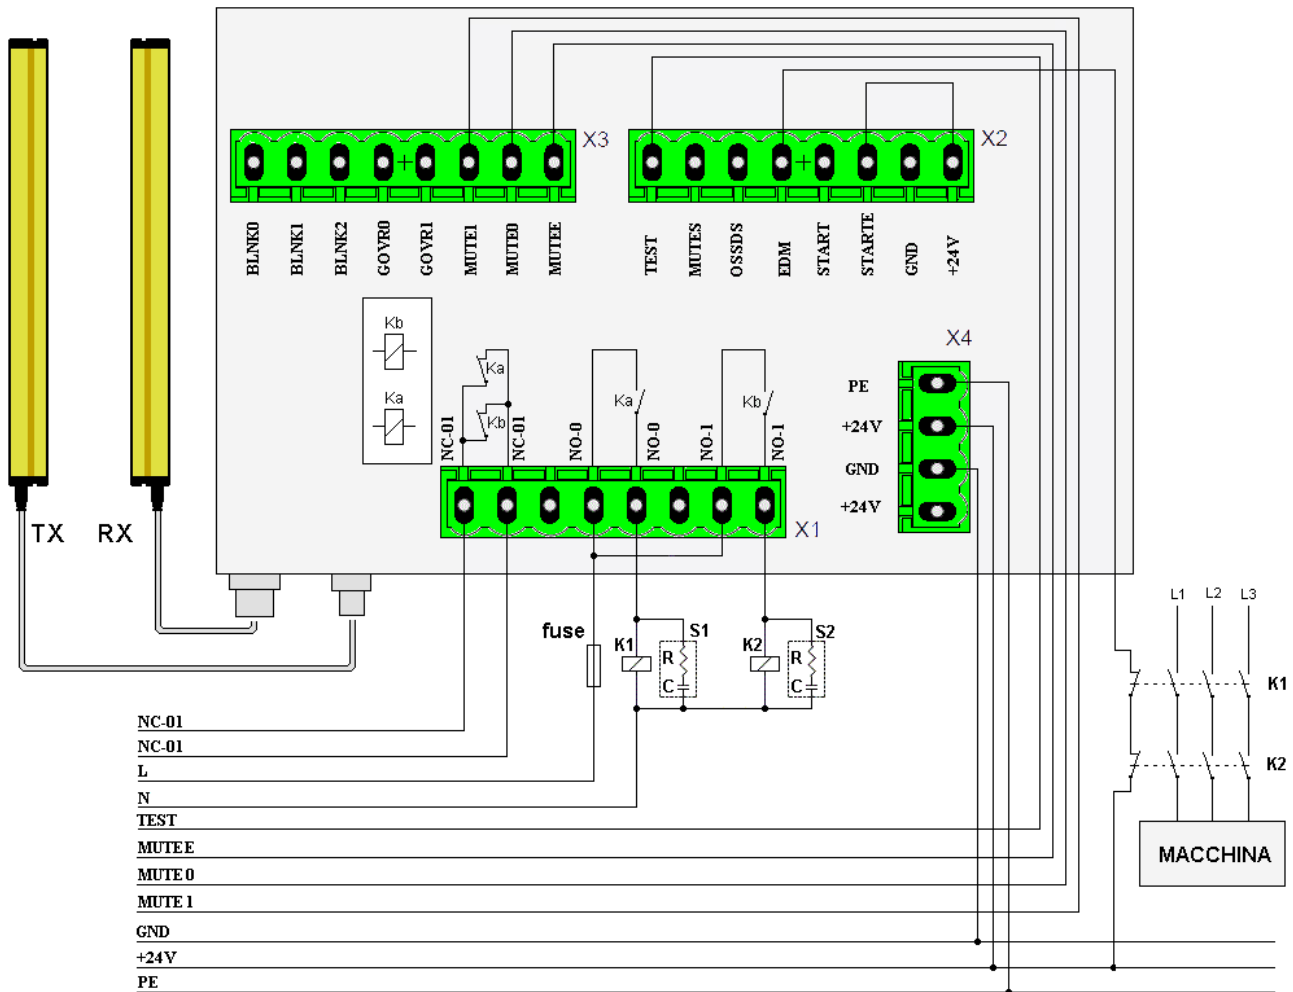 X3
X2
BLNK0
BLNK1
BLNK2
GOVR0
GOVR1
MUTE1
MUTE0
MUTEE
TEST
MUTES
OSSDS
EDM
START
STARTE
GND
+24V
Kb
Ka
Ka
Kb
Ka
Kb
NC-01
NC-01
NO-0
NO-0
NO-1
NO-1
X1
X4
PE
+24V
GND
+24V
TX
RX
fuse
K1
S1
R
C
K2
S2
R
C
L1
L2
L3
K1
K2
MACCHINA
NC-01
NC-01
L
N
TEST
MUTEE
MUTE 0
MUTE 1
GND
+24V
PE